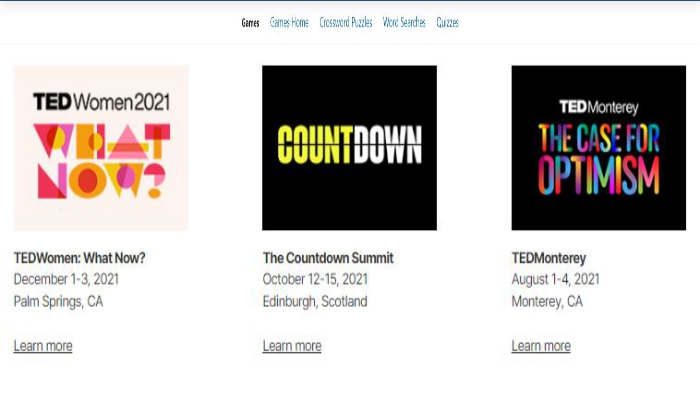 Games Games Home Crossword Puzzles Word Searches Quizzes
TEDWomen2021
WHAT
NOW?
COUNTDOWN
TEDMonterey
THE CASE FOR
OPTIMISM
TEDWomen: What Now?
December 1-3, 2021
Palm Springs, CA
Learn more
The Countdown Summit
October 12-15, 2021
Edinburgh, Scotland
Learn more
TEDMonterey
August 1-4, 2021
Monterey, CA
Learn more